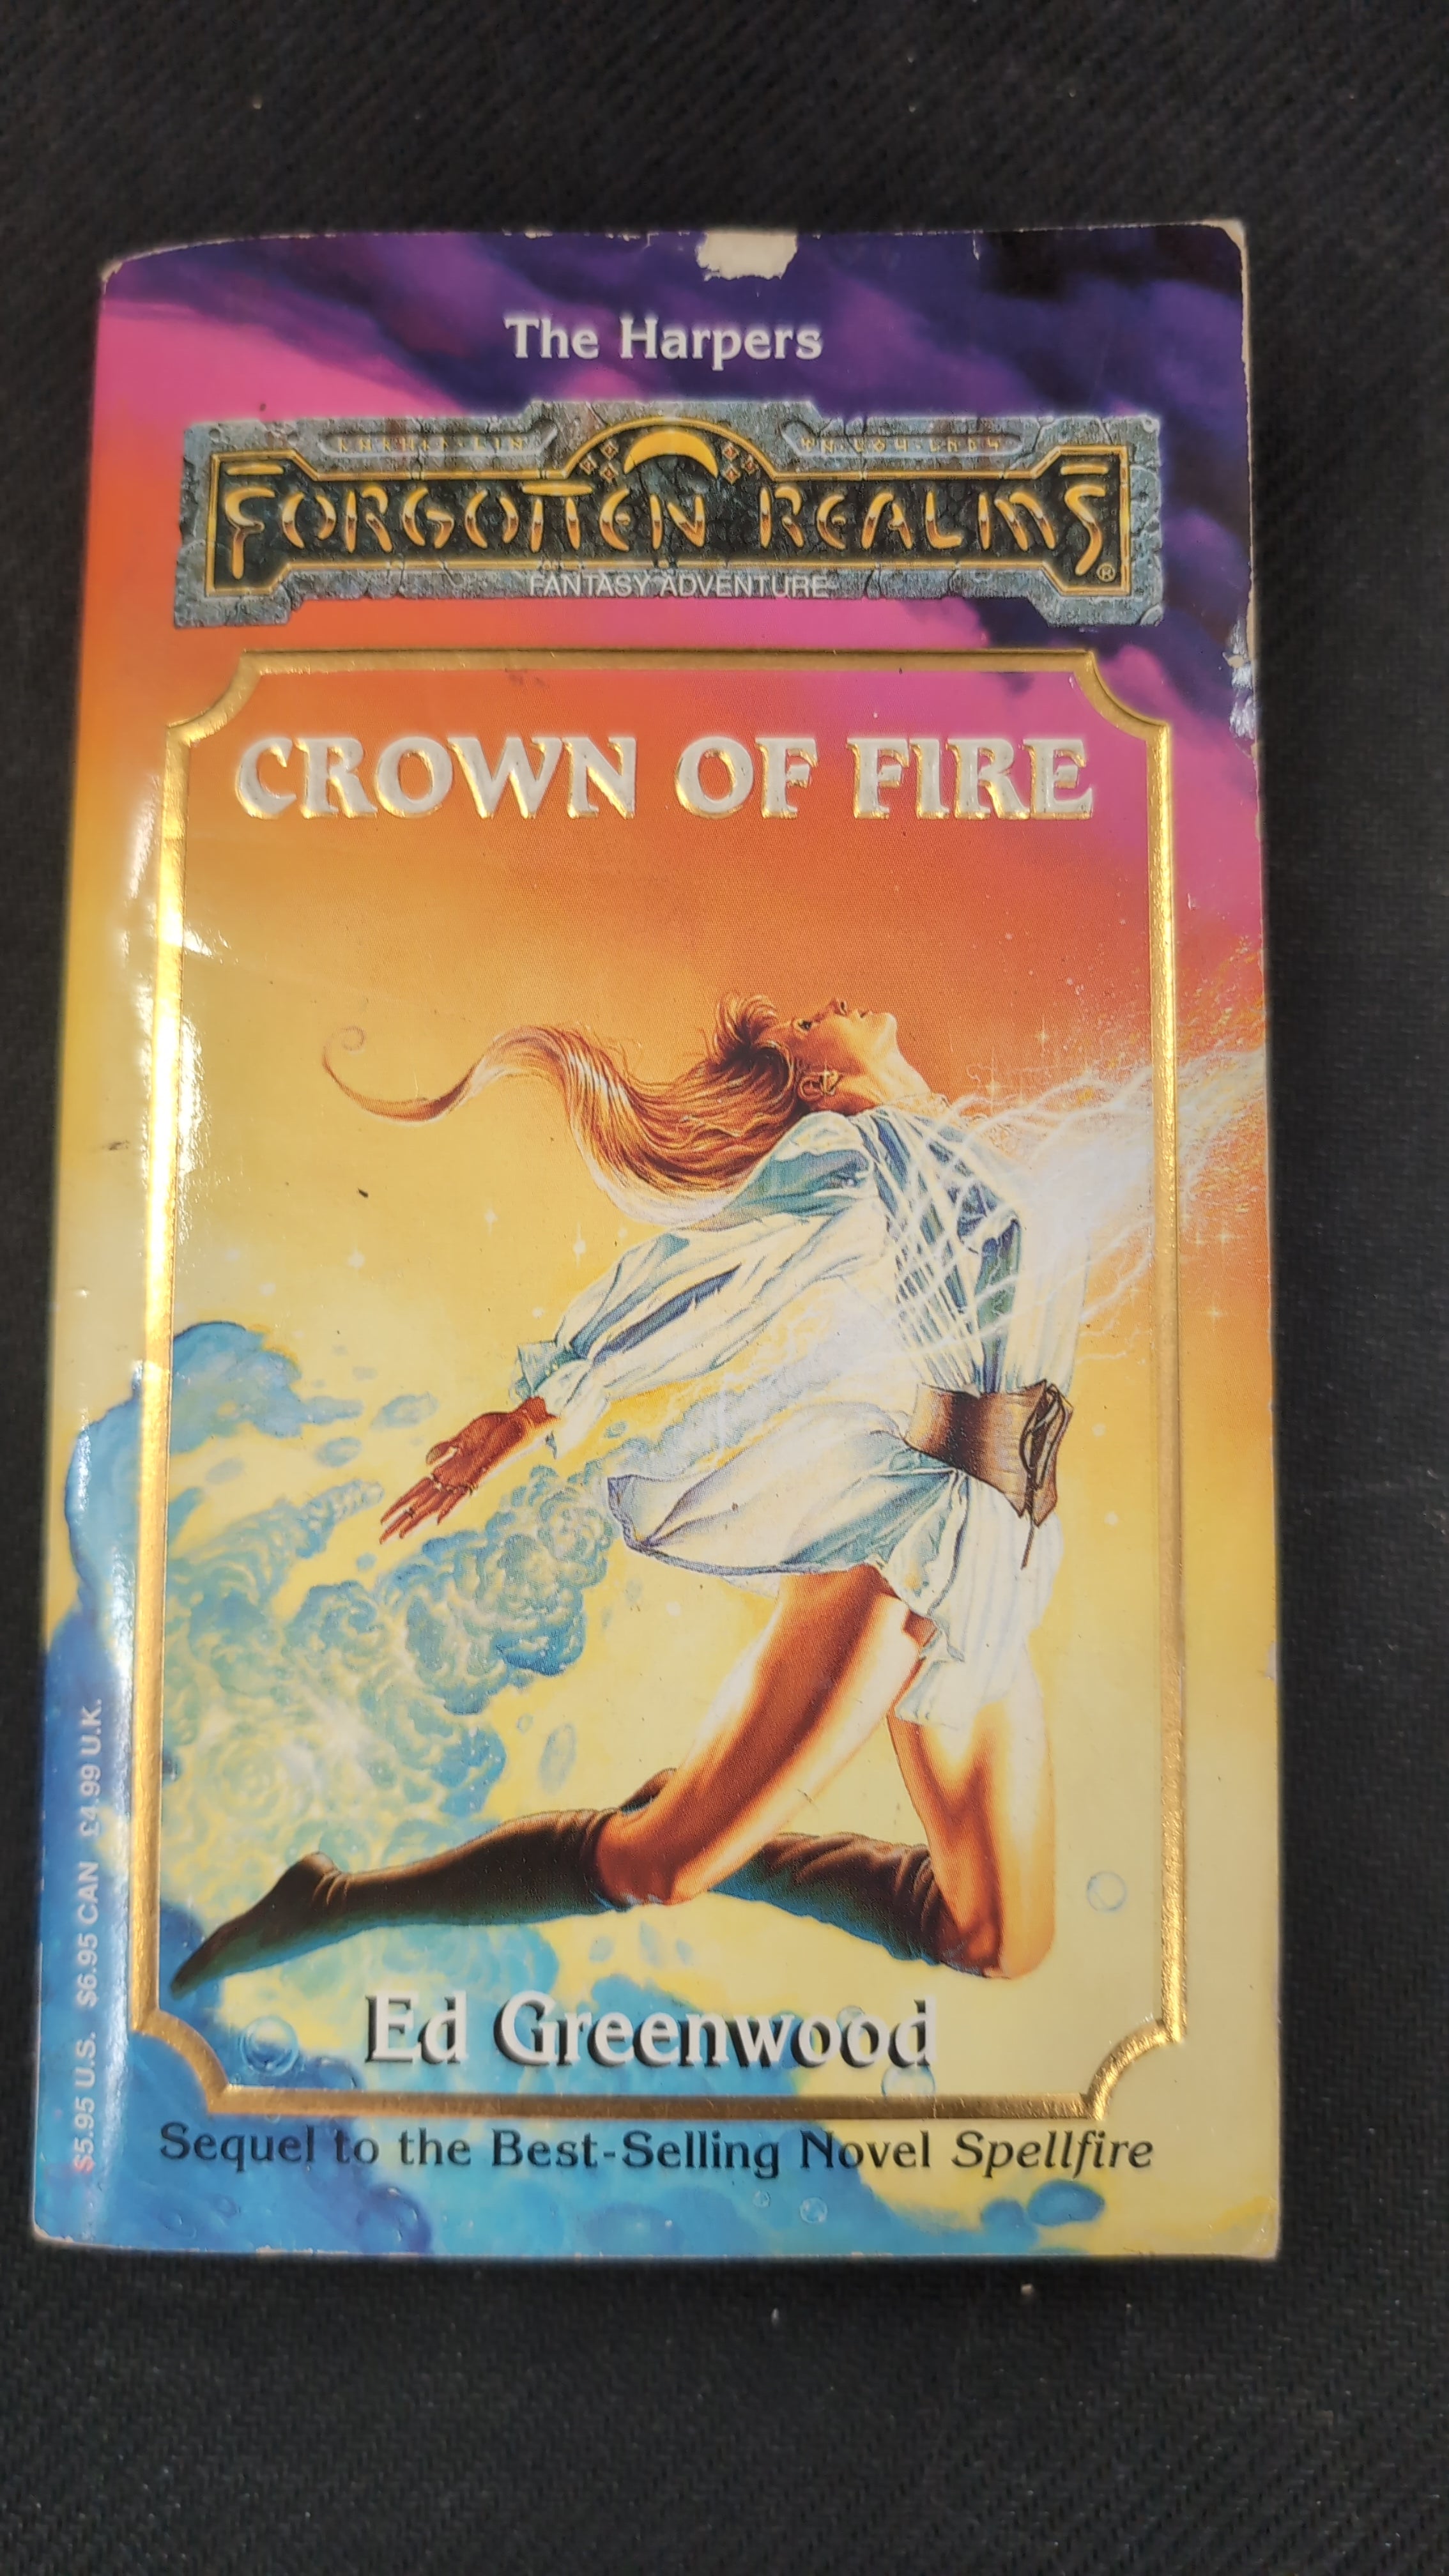 The Harpers
FORGOTTEN REALMS®
FANTASY ADVENTURE
CROWN OF FIRE
Ed Greenwood
Sequel to the Best-Selling Novel Spellfire
$5.95 U.S. $6.95 CAN £4.99 U.K.